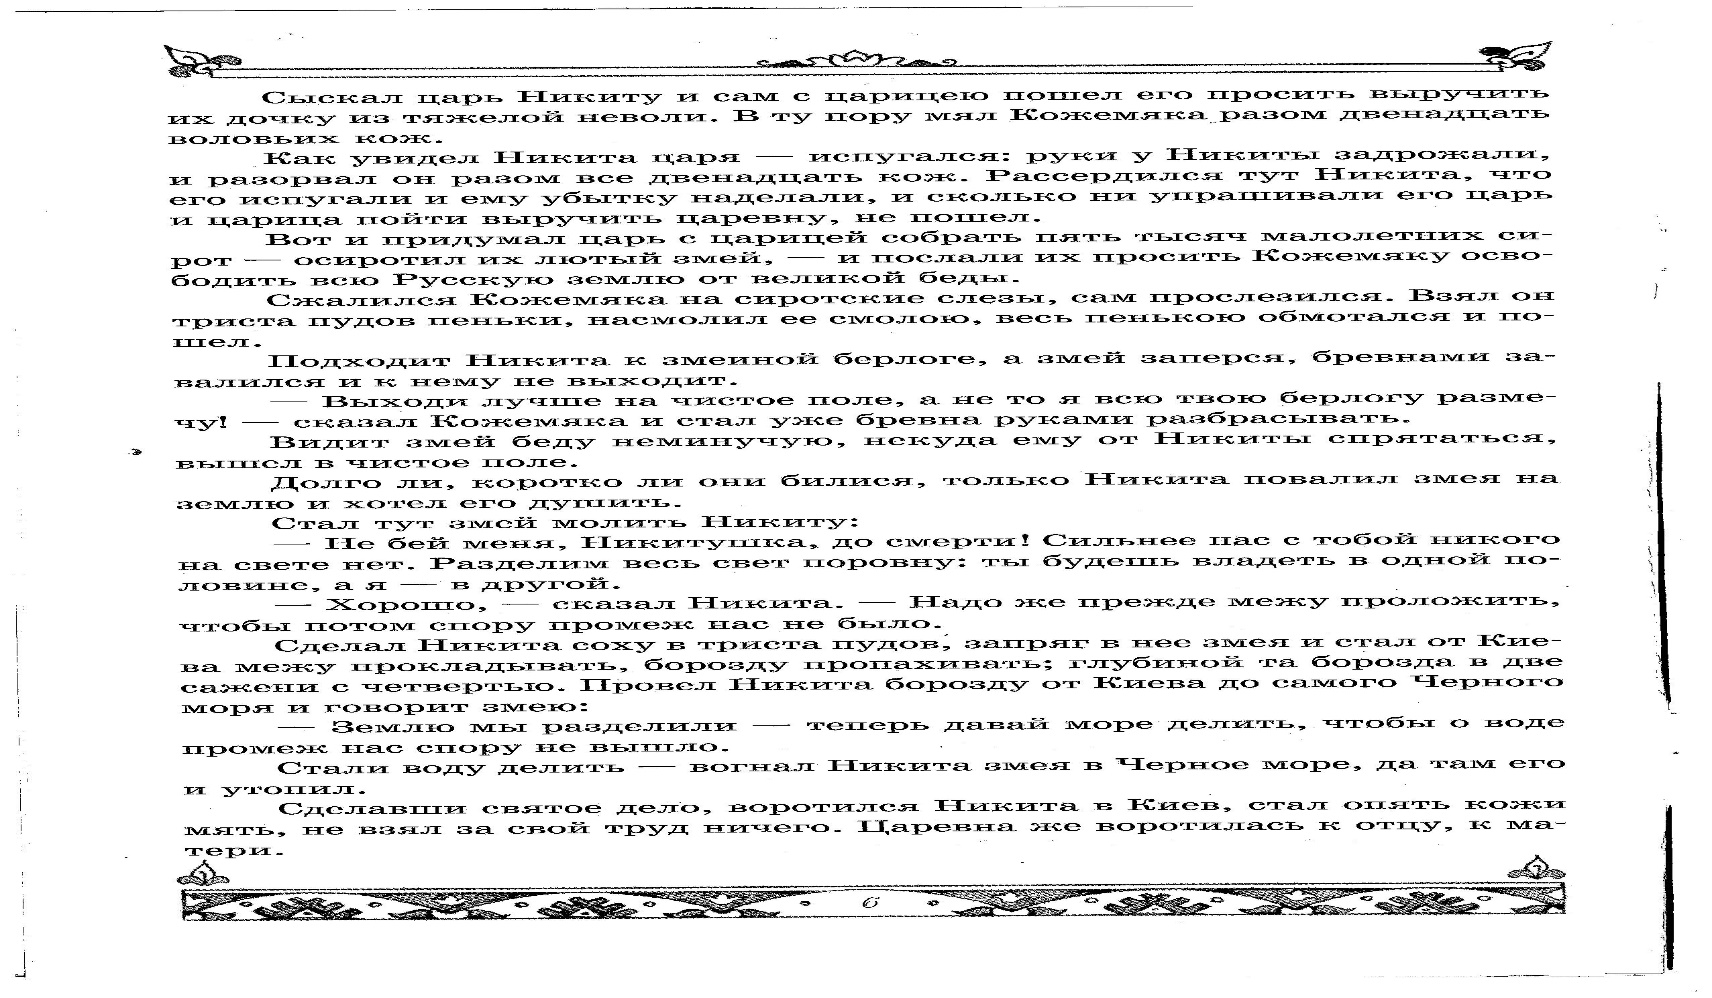 Сыскал царь Никиту и сам с царицею пошел его просить выручить
их дочку из тяжелой неволи. В ту пору мял Кожемяка разом двенадцать
воловьих кож.
Как увидел Никита царя — испугался: руки у Никиты задрожали,
и разорвал он разом все двенадцать кож. Рассердился тут Никита, что
его испугали и ему убытку наделали, и сколько ни упрашивали его царь
и царица пойти выручить царевну, не пошел.
Вот и придумал царь с царицей собрать пять тысяч малолетних си-
рот — осиротил их лютый змей, — и послали их просить Кожемяку осво-
бодить всю Русскую землю от великой беды.
Сжалился Кожемяка на сиротские слезы, сам прослезился. Взял он
триста пудов пеньки, насмолил ее смолою, весь пенькою обмотался и по-
шел.
Подходит Никита к змеиной берлоге, а змей заперся, бревнами за-
валился и к нему не выходит.
— Выходи лучше на чистое поле, а не то я всю твою берлогу разме-
чу! — сказал Кожемяка и стал уже бревна руками разбрасывать.
Видит змей беду неминучую, некуда ему от Никиты спрятаться,
вышел в чистое поле.
Долго ли, коротко ли они билися, только Никита повалил змея на
землю и хотел его душить.
Стал тут змей молить Никиту:
— Не бей меня, Никитушка, до смерти! Сильнее нас с тобой никого
на свете нет. Разделим весь свет поровну: ты будешь владеть в одной по-
ловине, а я — в другой.
— Хорошо, — сказал Никита. — Надо же прежде межу проложить,
чтобы потом спору промеж нас не было.
Сделал Никита соху в триста пудов, запряг в нее змея и стал от Кие-
ва межу прокладывать, борозду пропахивать; глубиной та борозда в две
сажени с четвертью. Провел Никита борозду от Киева до самого Черного
моря и говорит змею:
— Землю мы разделили — теперь давай море делить, чтобы о воде
промеж нас спору не вышло.
Стали воду делить — вогнал Никита змея в Черное море, да там его
и утопил.
Сделавши святое дело, воротился Никита в Киев, стал опять кожи
мять, не взял за свой труд ничего. Царевна же воротилась к отцу, к ма-
тери.
6